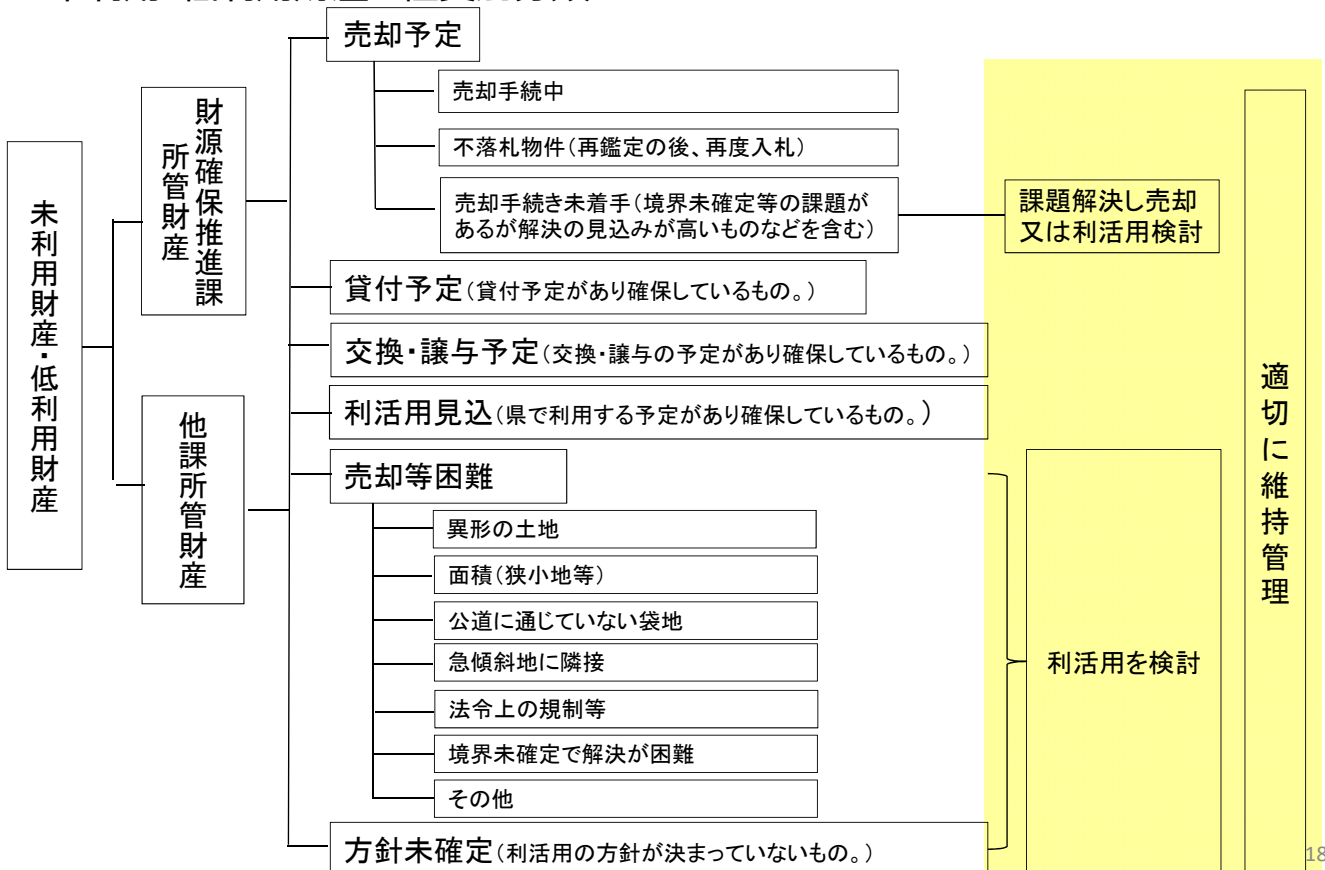 未利用財産・低利用財産
財源確保推進課
所管財産
他課所管財産
売却予定
売却手続中
不落札物件（再鑑定の後、再度入札）
売却手続き未着手（境界未確定等の課題が
あるが解決の見込みが高いものなどを含む）
課題解決し売却
又は利活用検討
貸付予定（貸付予定があり確保しているもの。）
交換・譲与予定（交換・譲与の予定があり確保しているもの。）
利活用見込（県で利用する予定があり確保しているもの。）
売却等困難
異形の土地
面積（狭小地等）
公道に通じていない袋地
急傾斜地に隣接
法令上の規制等
境界未確定で解決が困難
その他
方針未確定（利活用の方針が決まっていないもの。）
利活用を検討
適切に維持管理
18